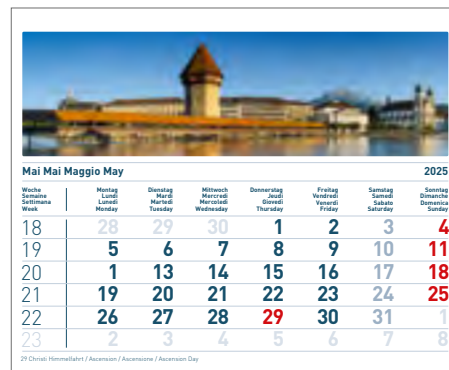 Mai Mai Maggio May 2025
Woche Montag Dienstag Mittwoch Donnerstag Freitag Samstag Sonntag
Semaine Lundi Mardi Mercredi Jeudi Vendredi Samedi Dimanche
Settimana Lunedì Martedì Mercoledì Giovedì Venerdì Sabato Domenica
Week Monday Tuesday Wednesday Thursday Friday Saturday Sunday
18 28 29 30 1 2 3 4
19 5 6 7 8 9 10 11
20 1 13 14 15 16 17 18
21 19 20 21 22 23 24 25
22 26 27 28 29 30 31 1
23 2 3 4 5 6 7 8
29 Christi Himmelfahrt / Ascension / Ascensione / Ascension Day